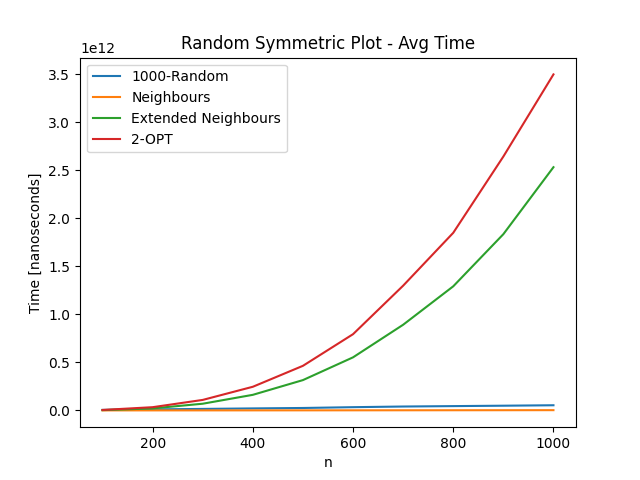 Random Symmetric Plot - Avg Time
1e12
1000-Random
Neighbours
Extended Neighbours
2-OPT
Time [nanoseconds]
3.5
3.0
2.5
2.0
1.5
1.0
0.5
0.0
200 400 600 800 1000
n